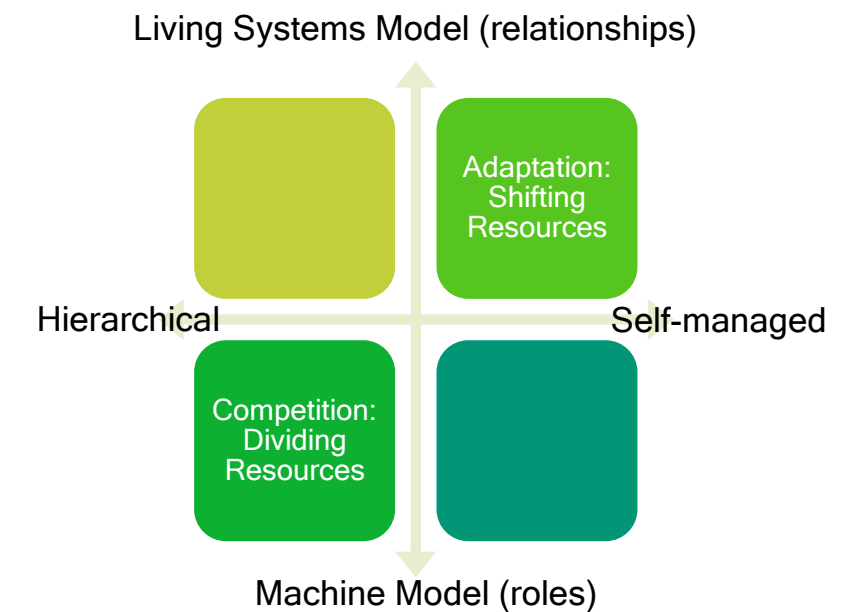 Living Systems Model (relationships)
Adaptation:
Shifting
Resources
Hierarchical
Self-managed
Competition:
Dividing
Resources
Machine Model (roles)